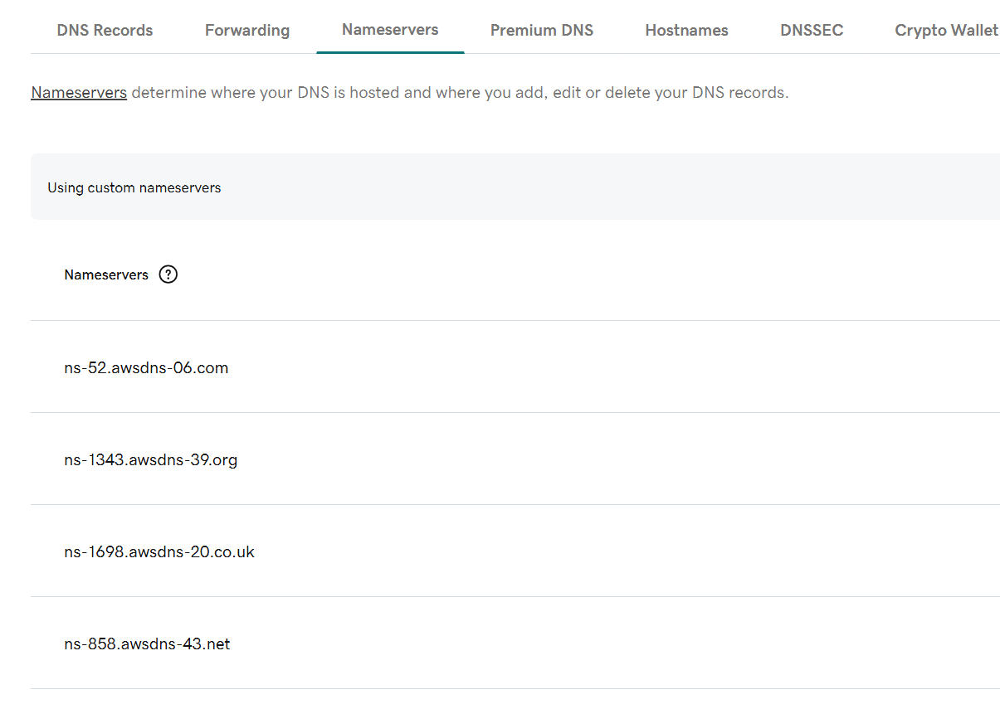 DNS Records Forwarding Nameservers Premium DNS Hostnames DNSSEC Crypto Wallet
Nameservers determine where your DNS is hosted and where you add, edit or delete your DNS records.
Using custom nameservers
Nameservers ?
ns-52.awsdns-06.com
ns-1343.awsdns-39.org
ns-1698.awsdns-20.co.uk
ns-858.awsdns-43.net